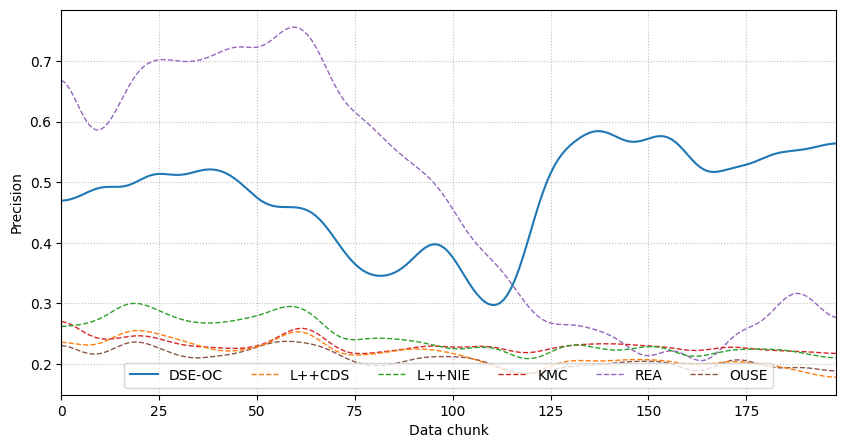 Precision
0.7
0.6
0.5
0.4
0.3
0.2
DSE-OC L++CDS L++NIE KMC REA OUSE
0 25 50 75 100 125 150 175
Data chunk